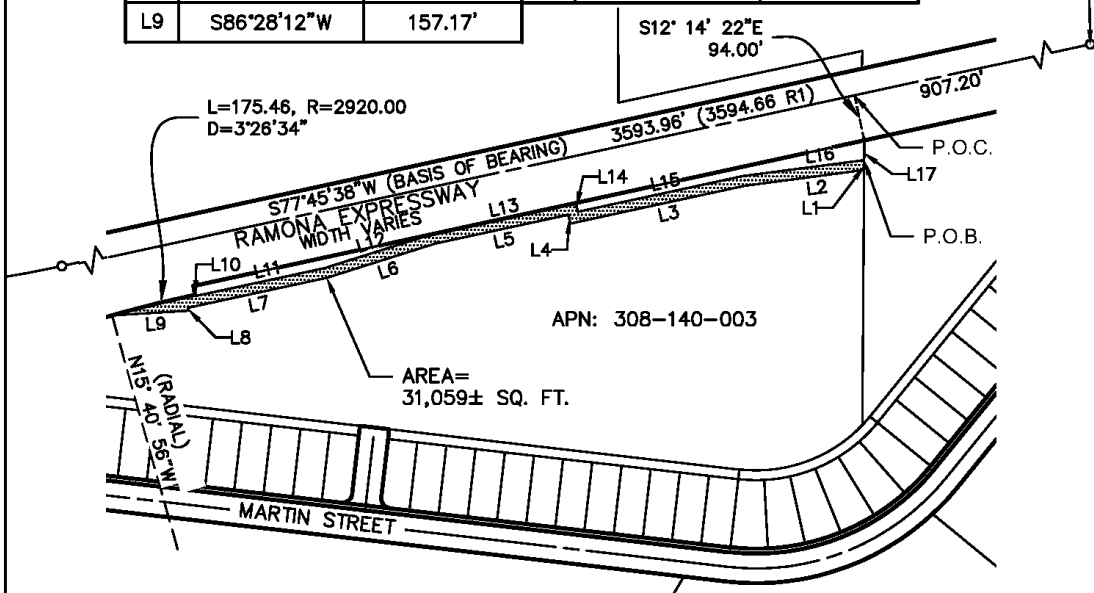 L9 S86°28'12"W 157.17'
S12° 14' 22"E
94.00'
L=175.46, R=2920.00
D=3°26'34"
907.20'
3593.96' (3594.66 R1)
S77°45'38"W (BASIS OF BEARING)
P.O.C.
RAMONA EXPRESSWAY
WIDTH VARIES
L16
L17
L14
L15
L2
L1
L13
L3
L12
L5
L4
P.O.B.
L10
L11
L6
L7
L9
L8
APN: 308-140-003
(RADIAL)
N15° 40' 56"W
AREA=
31,059± SQ. FT.
MARTIN STREET